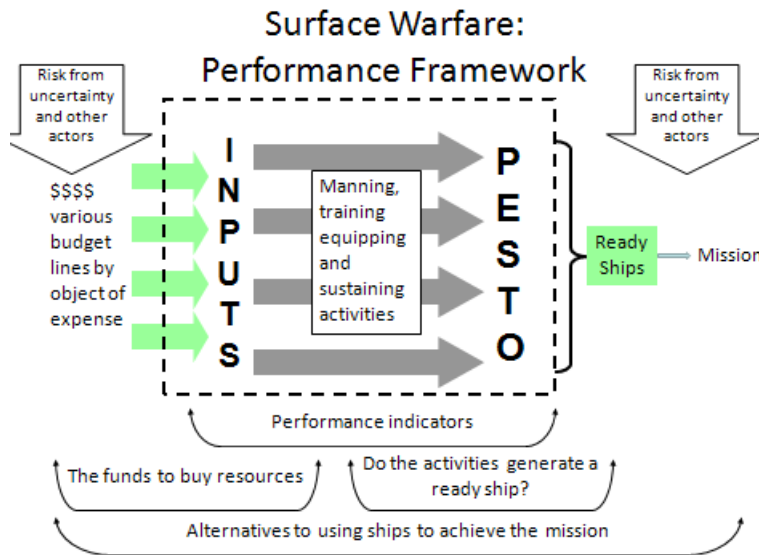 Surface Warfare:
Performance Framework
Risk from
uncertainty
and other
actors
Risk from
uncertainty
and other
actors
$$$$
various
budget
lines by
object of
expense
INPUTS
Manning,
training
equipping
and
sustaining
activities
PESTO
Ready
Ships
Mission
Performance indicators
The funds to buy resources
Do the activities generate a
ready ship?
Alternatives to using ships to achieve the mission